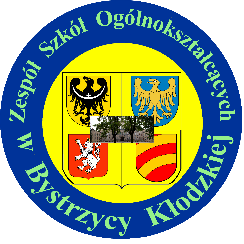 Zespół Szkół Ogólnokształcących
w Bystrzycy Kłodzkiej